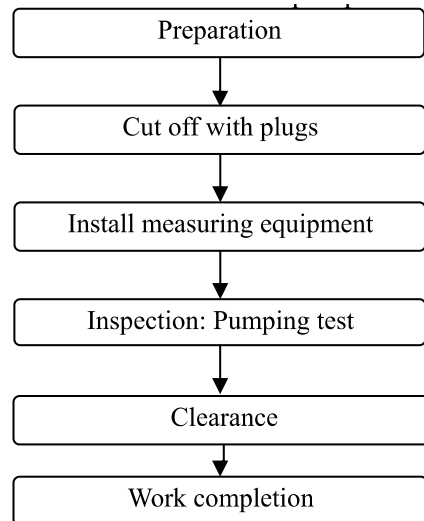 Preparation
Cut off with plugs
Install measuring equipment
Inspection: Pumping test
Clearance
Work completion